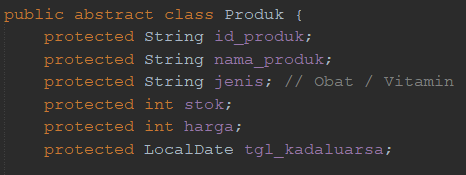 public abstract class Produk {
    protected String id_produk;
    protected String nama_produk;
    protected String jenis; // Obat / Vitamin
    protected int stok;
    protected int harga;
    protected LocalDate tgl_kadaluarsa;